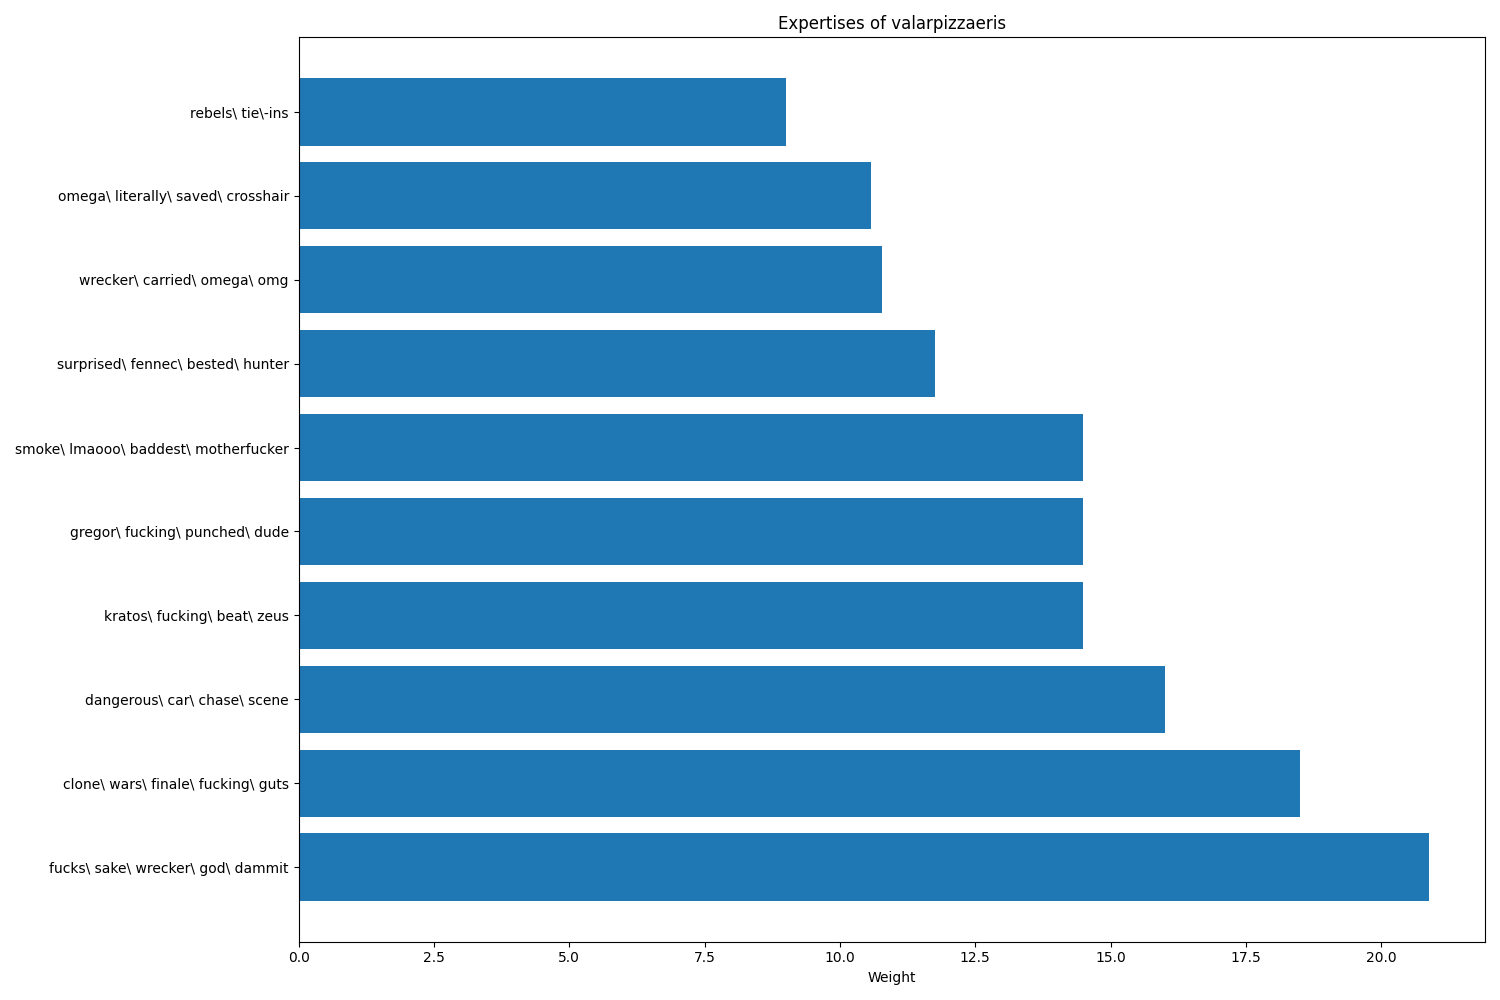 Expertises of valarpizzaeris
rebels\ tie\-ins
omega\ literally\ saved\ crosshair
wrecker\ carried\ omega\ omg
surprised\ fennec\ bested\ hunter
smoke\ lmaooo\ baddest\ motherfucker
gregor\ fucking\ punched\ dude
kratos\ fucking\ beat\ zeus
dangerous\ car\ chase\ scene
clone\ wars\ finale\ fucking\ guts
fucks\ sake\ wrecker\ god\ dammit
0.0 2.5 5.0 7.5 10.0 12.5 15.0 17.5 20.0
Weight